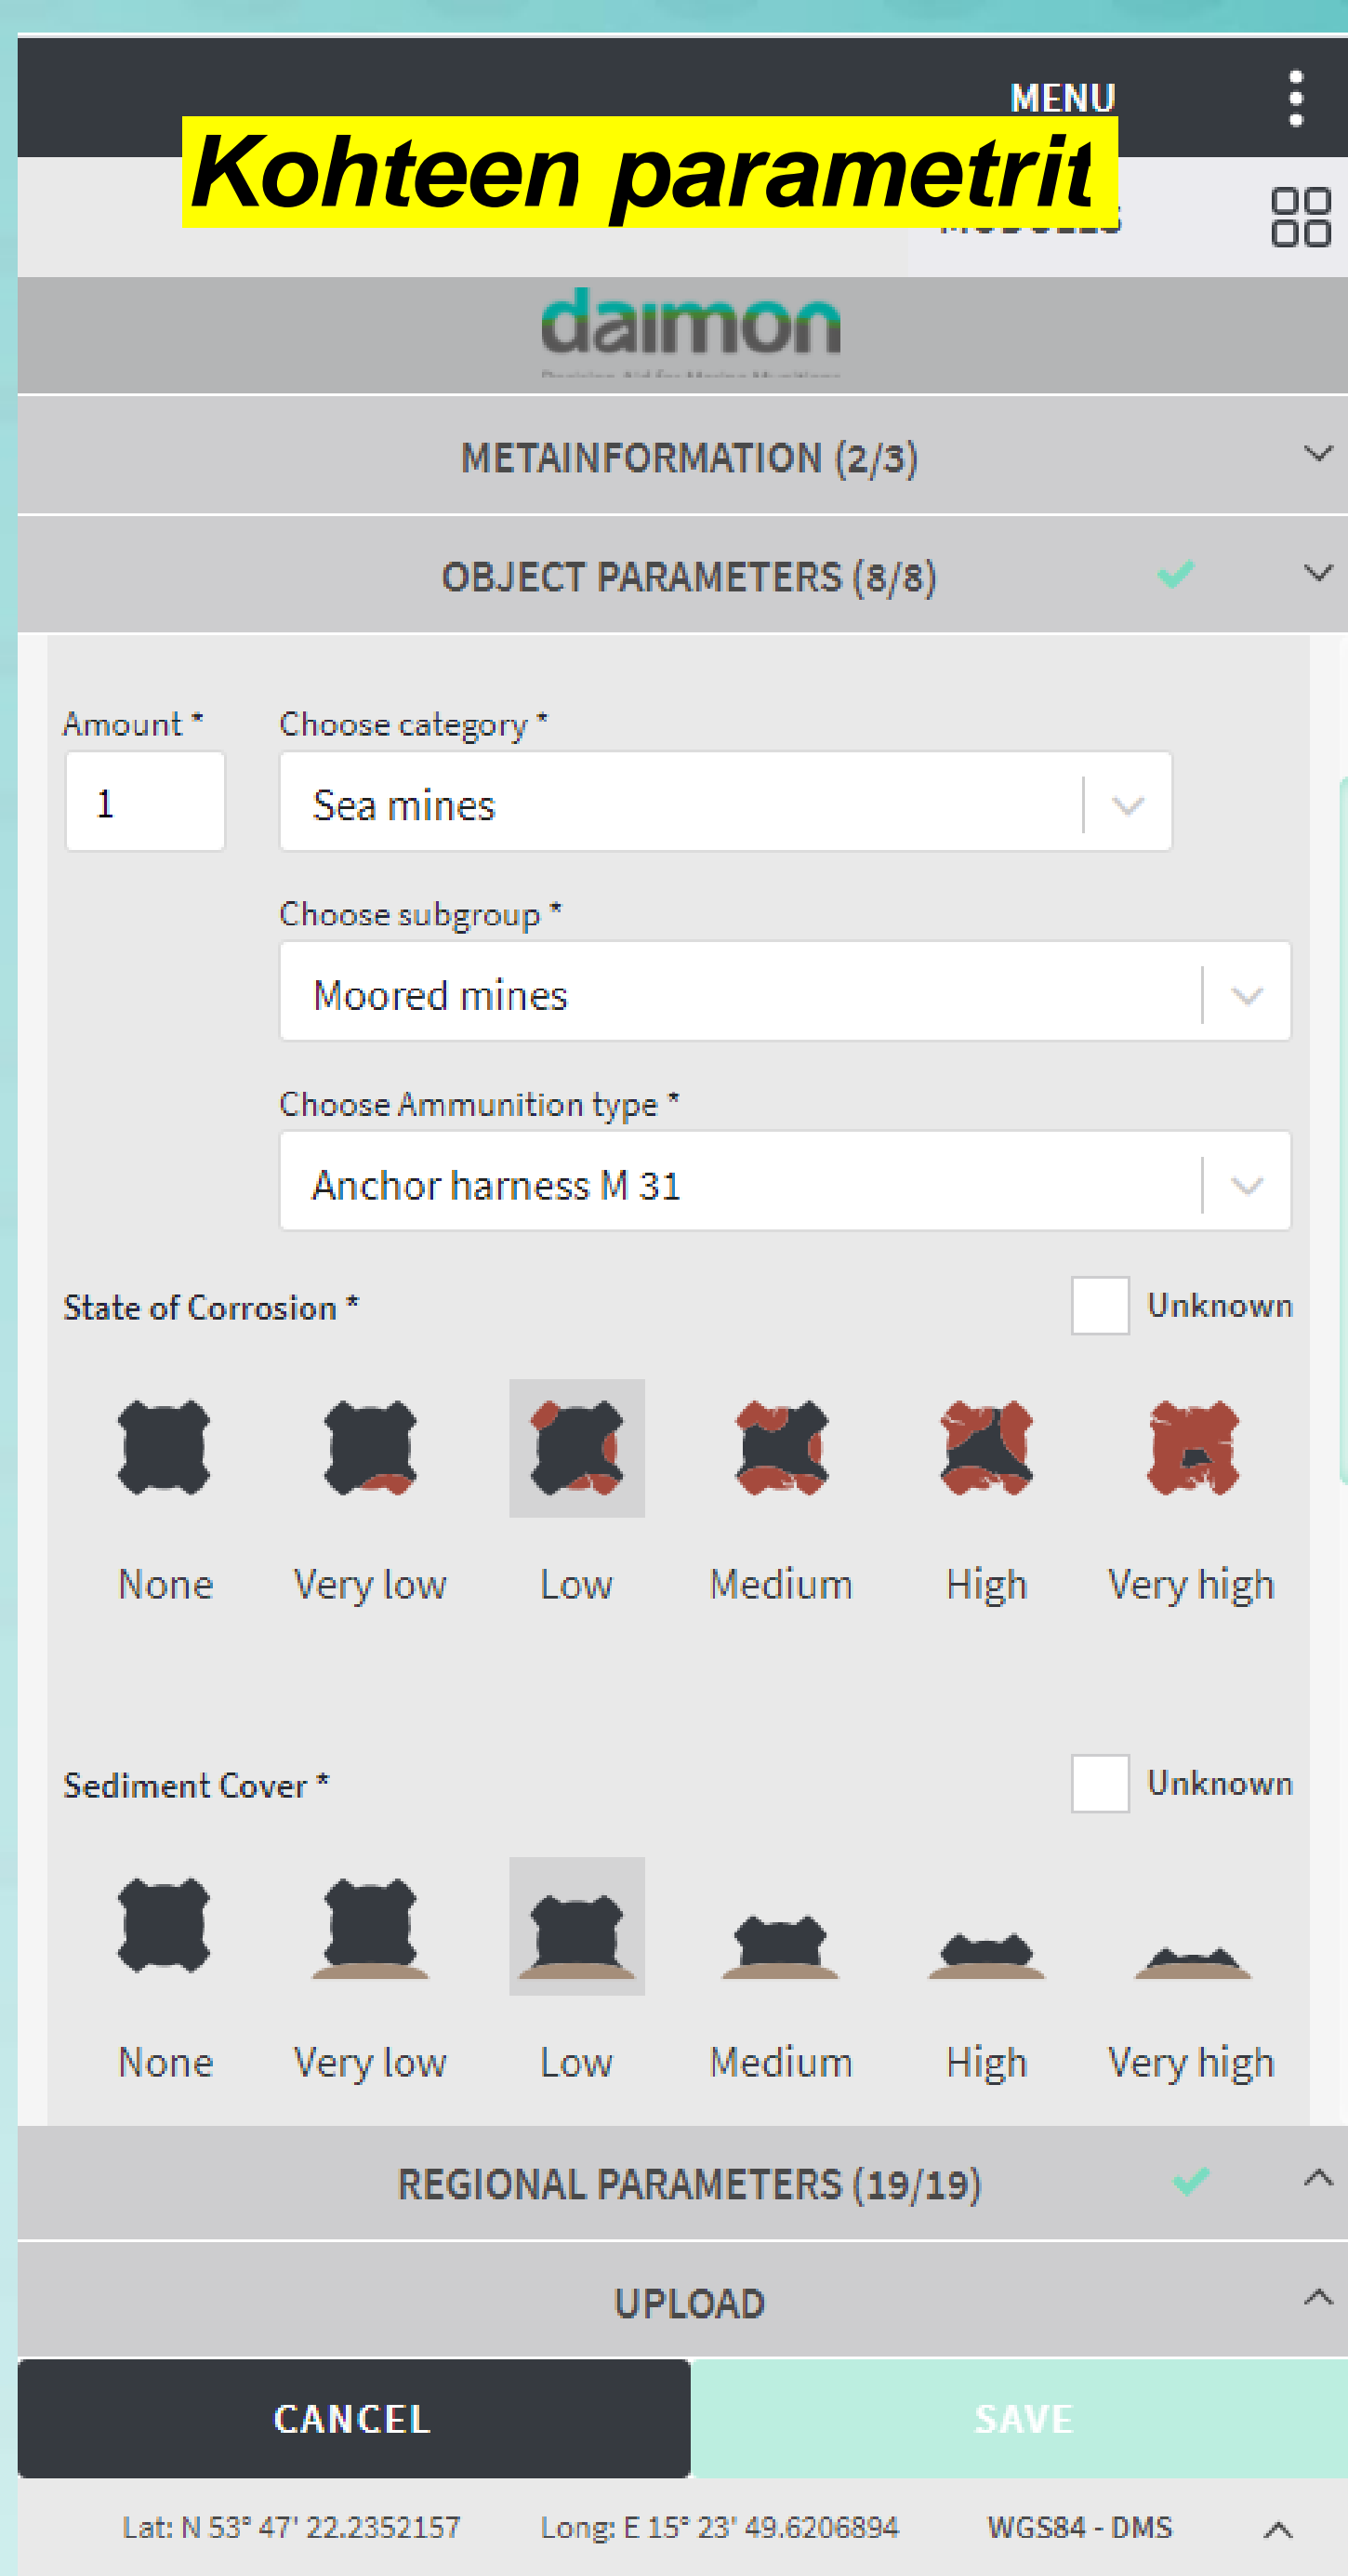 MENU
Kohteen parametrit
daimon
METAINFORMATION (2/3)
OBJECT PARAMETERS (8/8)
Amount * Choose category *
1 Sea mines
Choose subgroup *
Moored mines
Choose Ammunition type *
Anchor harness M 31
State of Corrosion * Unknown
None Very low Low Medium High Very high
Sediment Cover * Unknown
None Very low Low Medium High Very high
REGIONAL PARAMETERS (19/19)
UPLOAD
CANCEL SAVE
Lat: N 53° 47' 22.2352157 Long: E 15° 23' 49.6206894 WGS84 - DMS